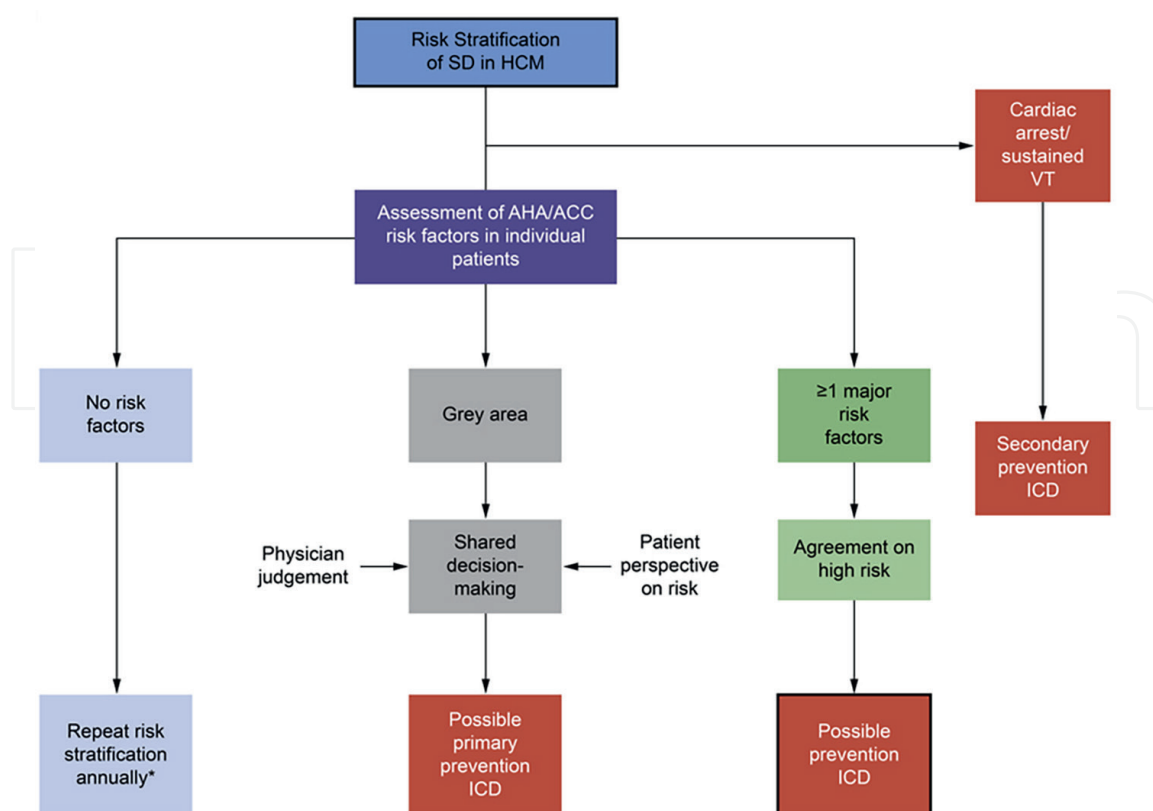 Risk Stratification
of SD in HCM
Cardiac
arrest/
sustained
VT
Assessment of AHA/ACC
risk factors in individual
patients
No risk
factors
Grey area
≥1 major
risk
factors
Secondary
prevention
ICD
Physician
judgement
Shared
decision-
making
Patient
perspective
on risk
Agreement on
high risk
Repeat risk
stratification
annually*
Possible
primary
prevention
ICD
Possible
prevention
ICD